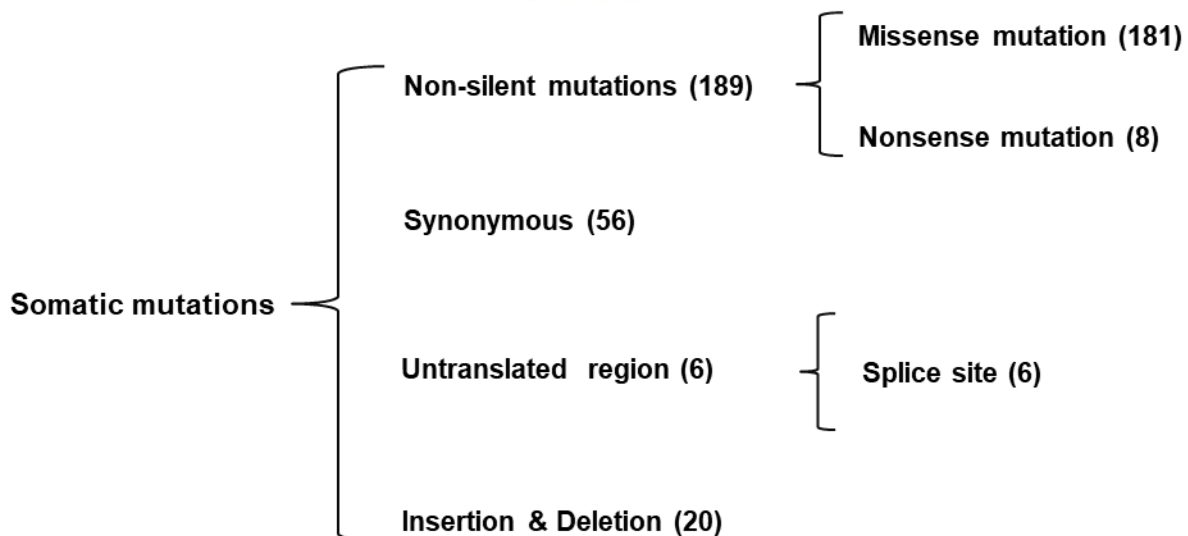 Missense mutation (181)
Non-silent mutations (189)
Nonsense mutation (8)
Synonymous (56)
Somatic mutations
Untranslated region (6)
Splice site (6)
Insertion & Deletion (20)